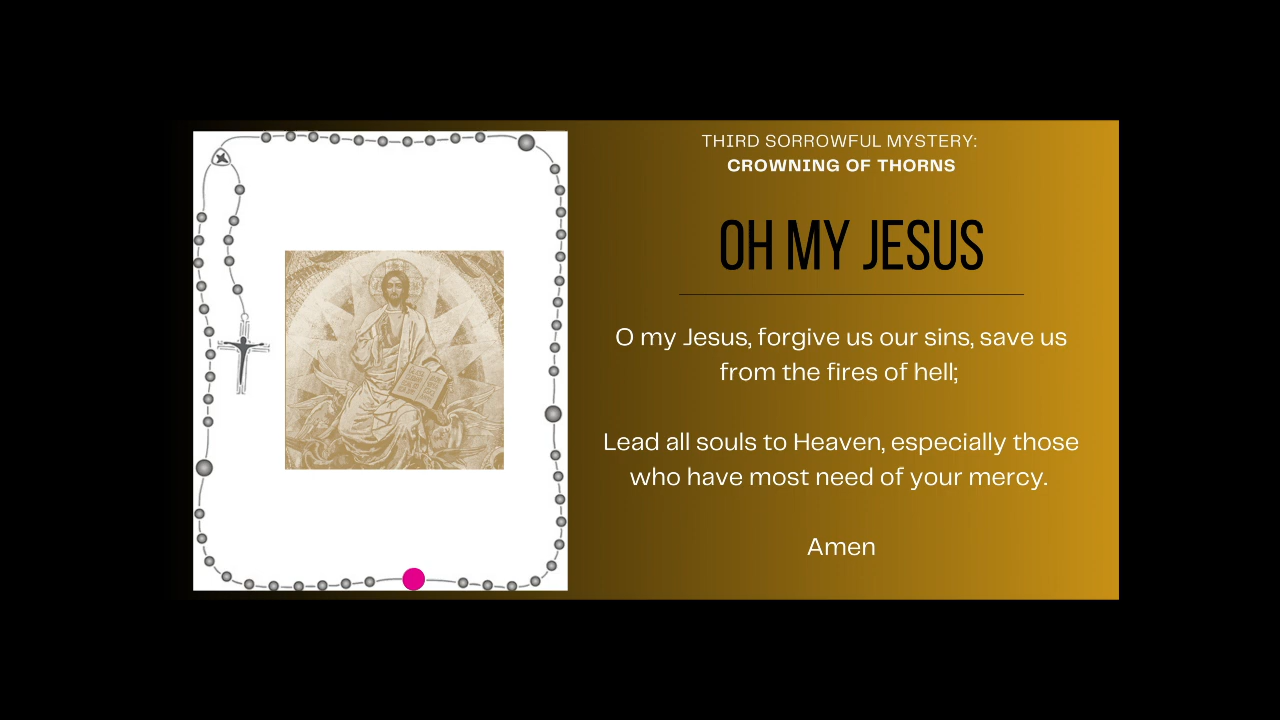 THIRD SORROWFUL MYSTERY:
CROWNING OF THORNS
OH MY JESUS
O my Jesus, forgive us our sins, save us
from the fires of hell;
Lead all souls to Heaven, especially those
who have most need of your mercy.
Amen